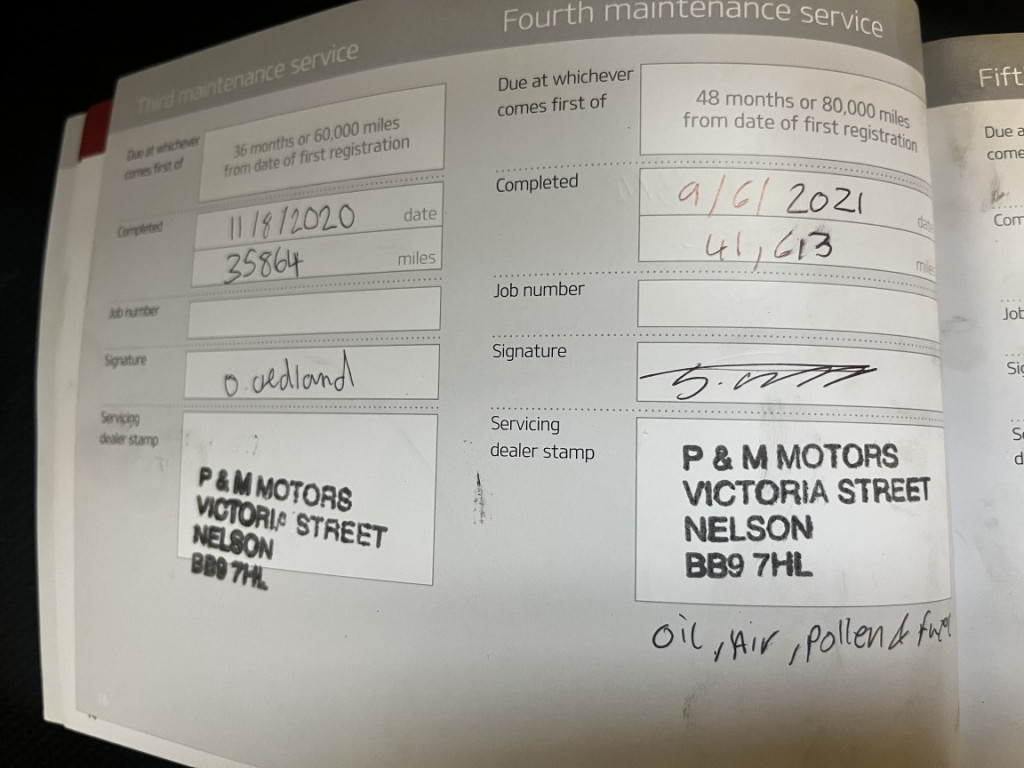 Third maintenance service
Due at whichever
comes first of
36 months or 60,000 miles
from date of first registration
Completed
11/8/2020 date
35864 miles
Job number
Signature
O. Oedland
Servicing
dealer stamp
P & M MOTORS
VICTORIA STREET
NELSON
BB9 7HL
Fourth maintenance service
Due at whichever
comes first of
48 months or 80,000 miles
from date of first registration
Completed
9/6/2021 date
41,613
Job number
Signature
Servicing
dealer stamp
P & M MOTORS
VICTORIA STREET
NELSON
BB9 7HL
oil, Air, pollen & fuel
Fift
Due a
come
Com
Job